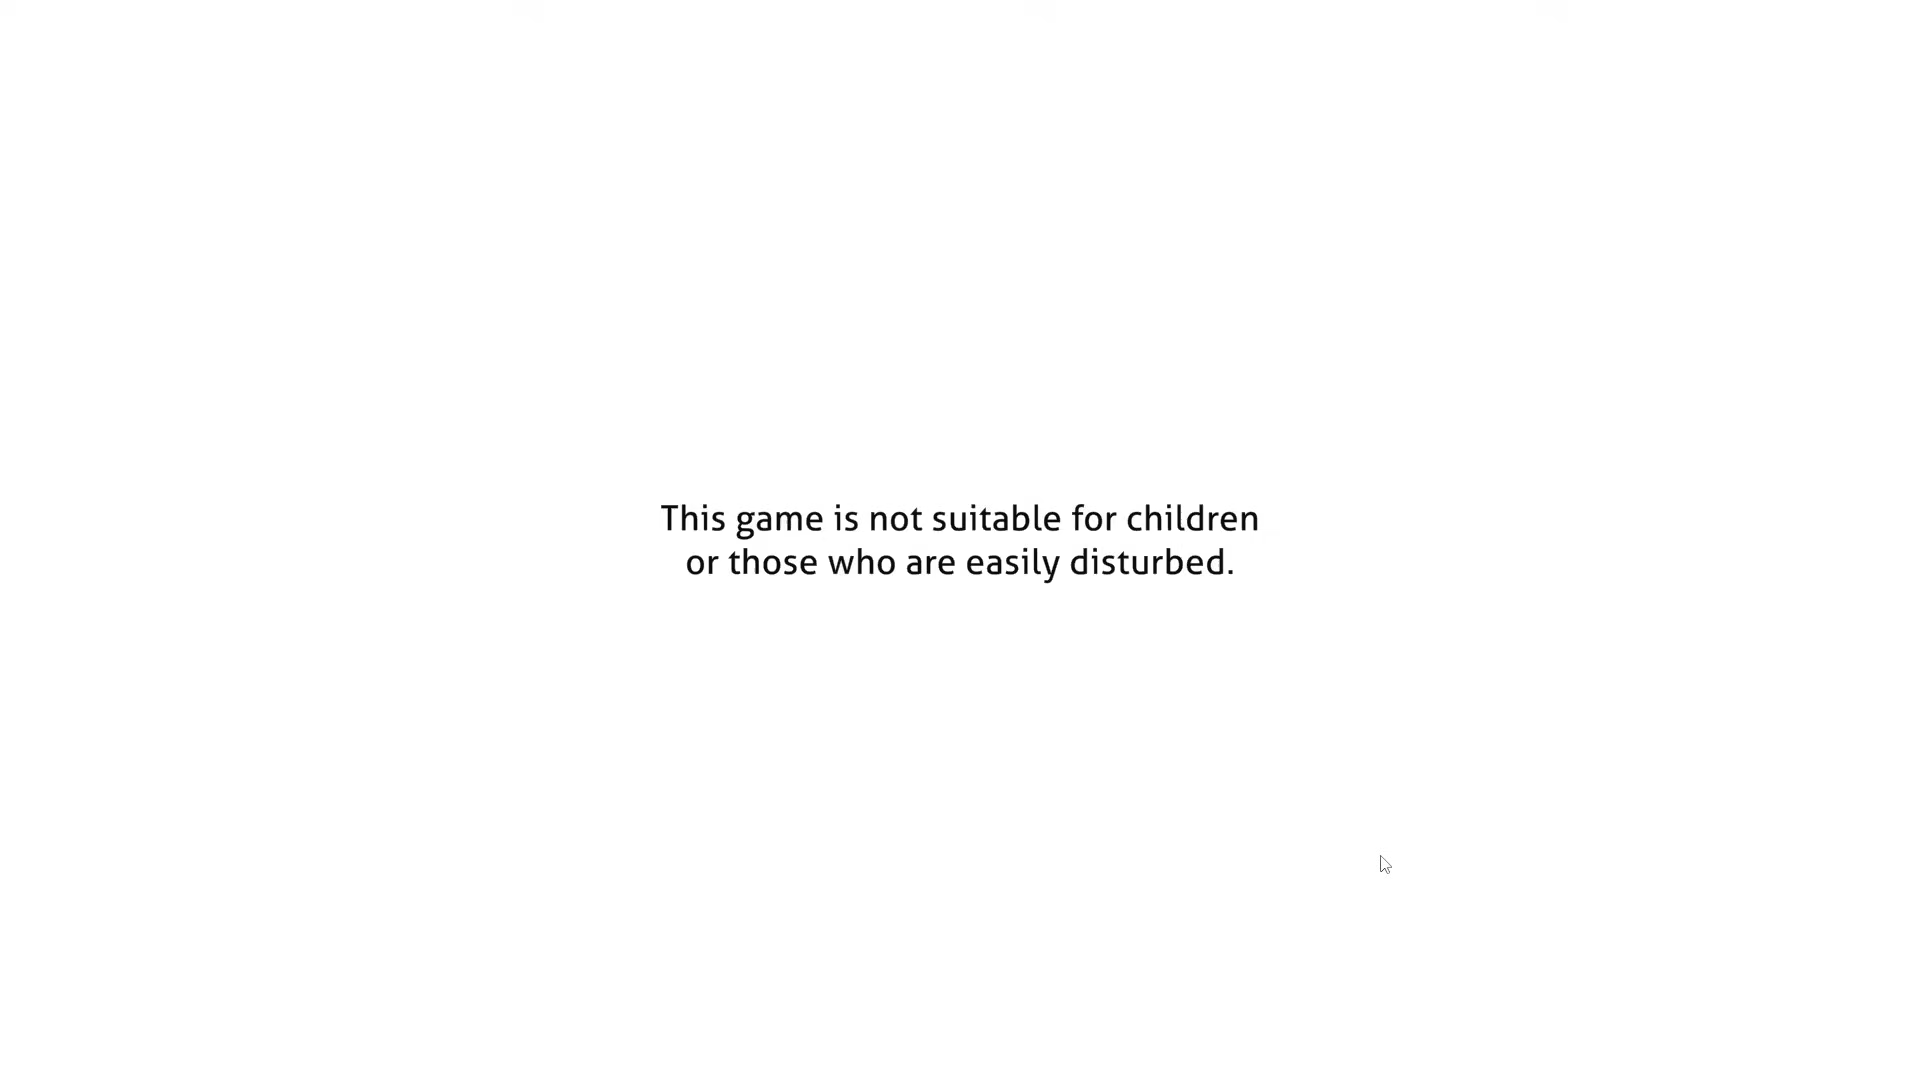 This game is not suitable for children
or those who are easily disturbed.